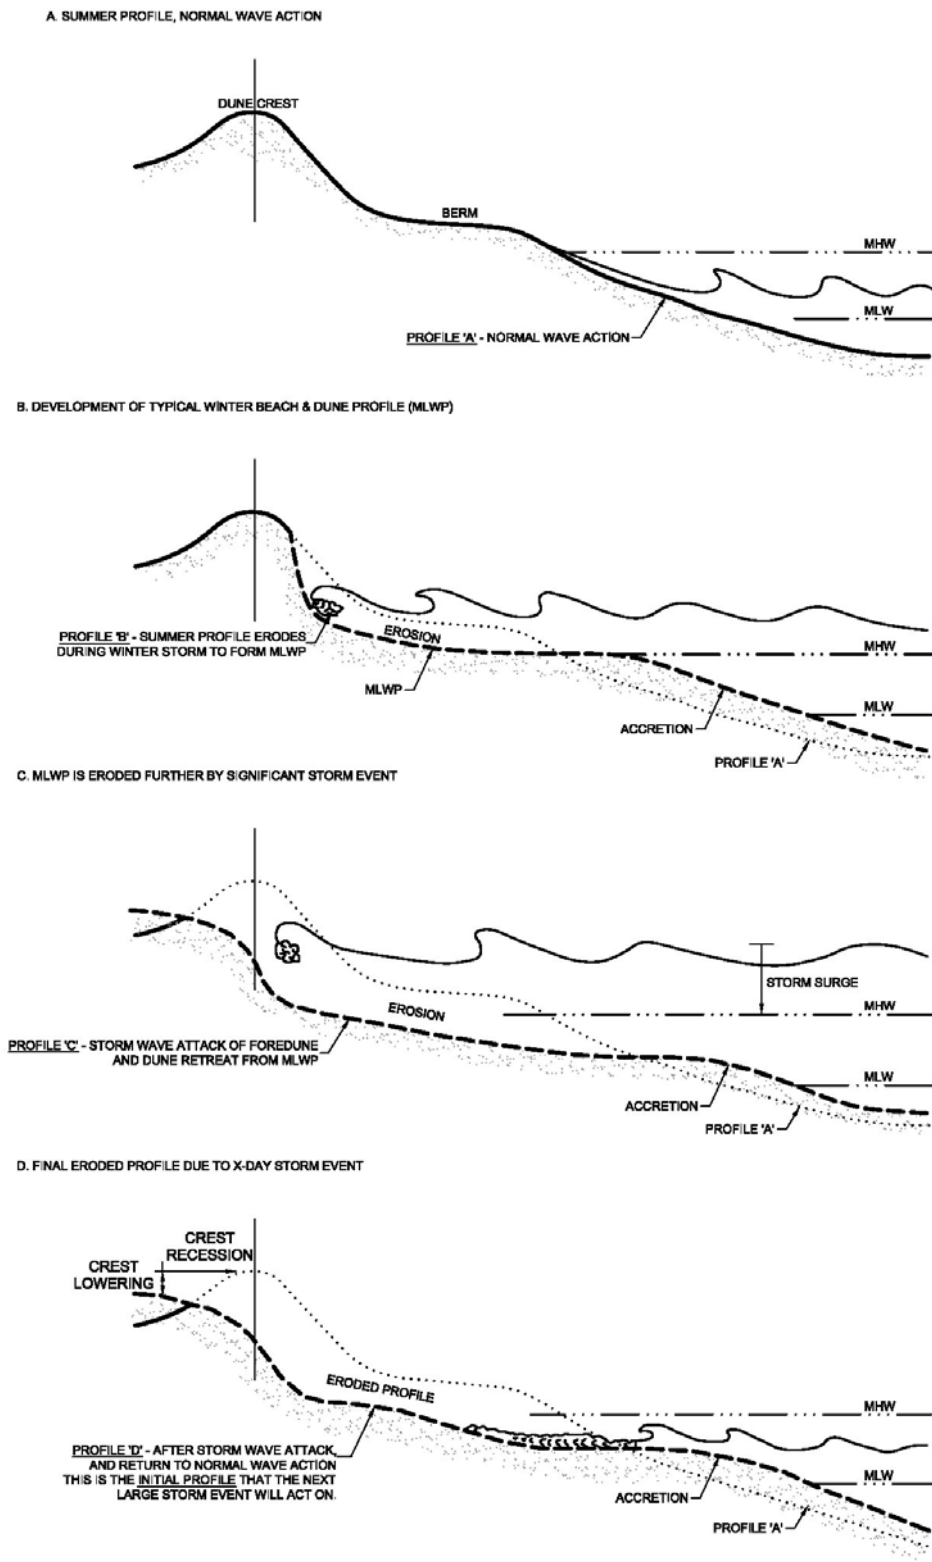 A. SUMMER PROFILE, NORMAL WAVE ACTION
DUNE CREST
BERM
MHW
MLW
PROFILE 'A' - NORMAL WAVE ACTION
B. DEVELOPMENT OF TYPICAL WINTER BEACH & DUNE PROFILE (MLWP)
EROSION
PROFILE 'B' - SUMMER PROFILE ERODES
DURING WINTER STORM TO FORM MLWP
MHW
MLWP
MLW
ACCRETION
PROFILE 'A'
C. MLWP IS ERODED FURTHER BY SIGNIFICANT STORM EVENT
STORM SURGE
EROSION
MHW
PROFILE 'C' - STORM WAVE ATTACK OF FOREDUNE
AND DUNE RETREAT FROM MLWP
MLW
ACCRETION
PROFILE 'A'
D. FINAL ERODED PROFILE DUE TO X-DAY STORM EVENT
CREST
RECESSION
CREST
LOWERING
ERODED PROFILE
MHW
PROFILE 'D' - AFTER STORM WAVE ATTACK,
AND RETURN TO NORMAL WAVE ACTION
THIS IS THE INITIAL PROFILE THAT THE NEXT
LARGE STORM EVENT WILL ACT ON.
MLW
ACCRETION
PROFILE 'A'